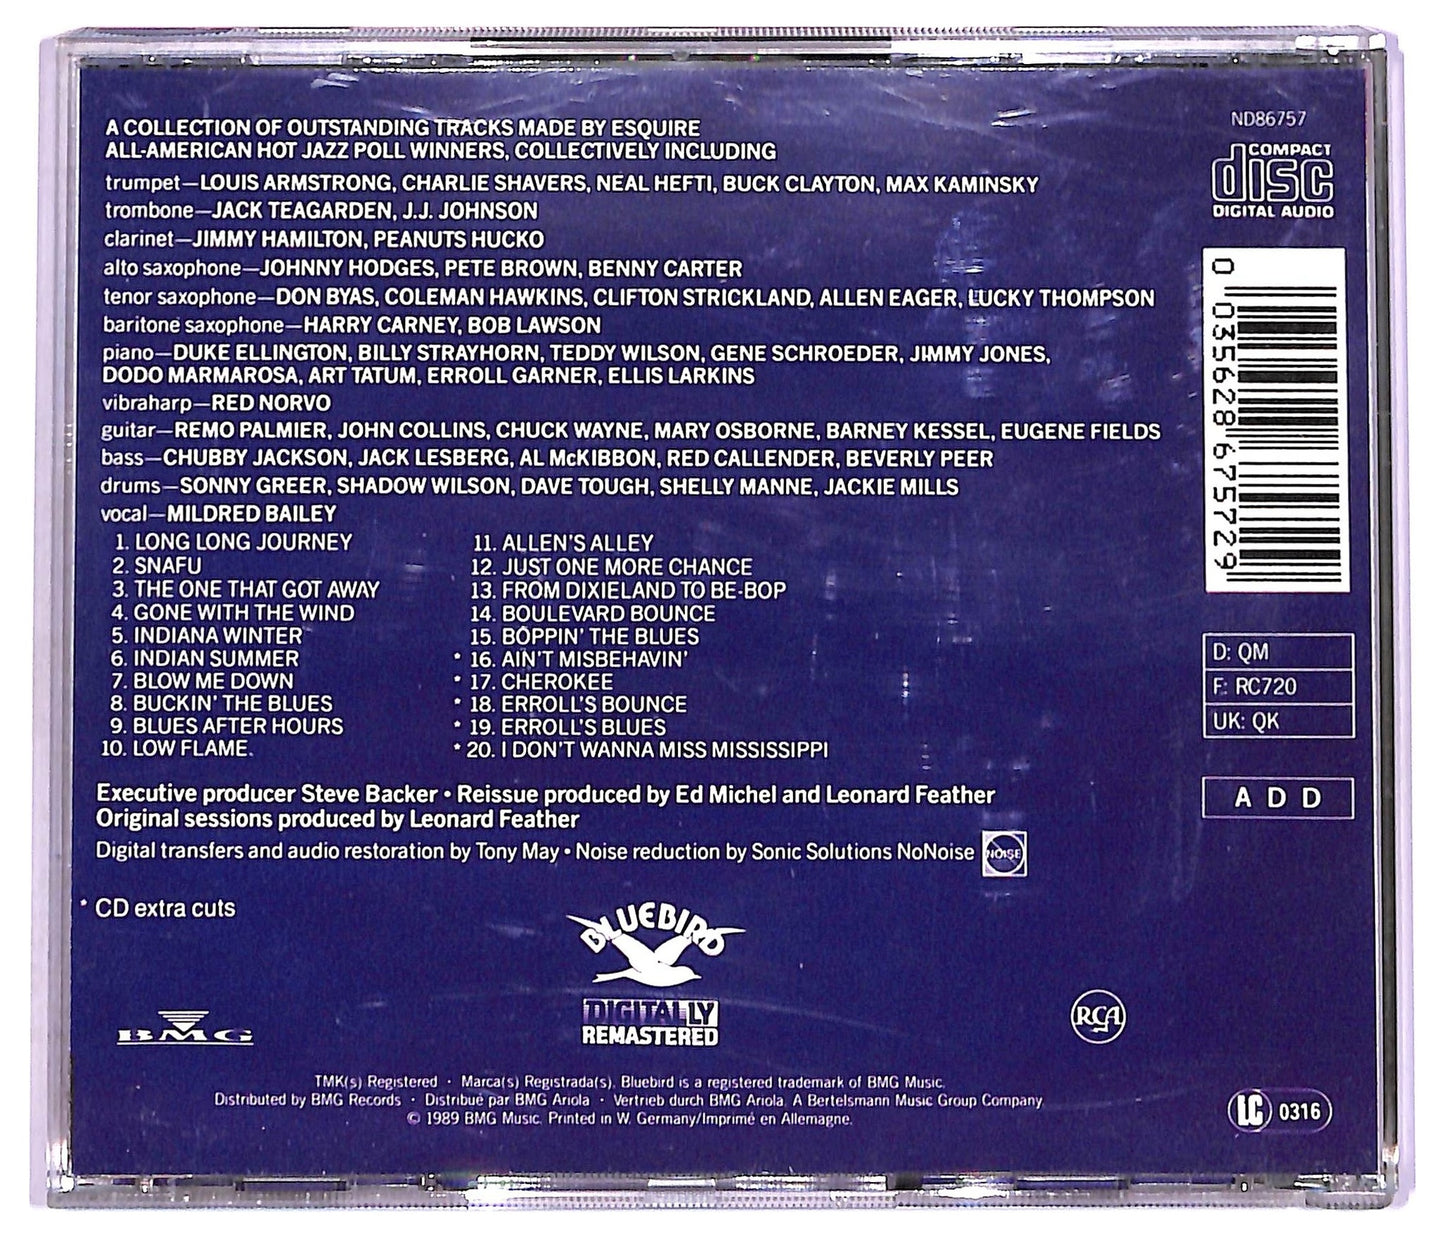 A COLLECTION OF OUTSTANDING TRACKS MADE BY ESQUIRE
ALL-AMERICAN HOT JAZZ POLL WINNERS, COLLECTIVELY INCLUDING
trumpet—LOUIS ARMSTRONG, CHARLIE SHAVERS, NEAL HEFTI, BUCK CLAYTON, MAX KAMINSKY
trombone—JACK TEAGARDEN, J.J. JOHNSON
clarinet—JIMMY HAMILTON, PEANUTS HUCKO
alto saxophone—JOHNNY HODGES, PETE BROWN, BENNY CARTER
tenor saxophone—DON BYAS, COLEMAN HAWKINS, CLIFTON STRICKLAND, ALLEN EAGER, LUCKY THOMPSON
baritone saxophone—HARRY CARNEY, BOB LAWSON
piano—DUKE ELLINGTON, BILLY STRAYHORN, TEDDY WILSON, GENE SCHROEDER, JIMMY JONES,
DODO MARMAROSA, ART TATUM, ERROLL GARNER, ELLIS LARKINS
vibraharp—RED NORVO
guitar—REMO PALMIER, JOHN COLLINS, CHUCK WAYNE, MARY OSBORNE, BARNEY KESSEL, EUGENE FIELDS
bass—CHUBBY JACKSON, JACK LESBERG, AL McKIBBON, RED CALLENDER, BEVERLY PEER
drums—SONNY GREER, SHADOW WILSON, DAVE TOUGH, SHELLY MANNE, JACKIE MILLS
vocal—MILDRED BAILEY
1. LONG LONG JOURNEY
2. SNAFU
3. THE ONE THAT GOT AWAY
4. GONE WITH THE WIND
5. INDIANA WINTER
6. INDIAN SUMMER
7. BLOW ME DOWN
8. BUCKIN' THE BLUES
9. BLUES AFTER HOURS
10. LOW FLAME
11. ALLEN'S ALLEY
12. JUST ONE MORE CHANCE
13. FROM DIXIELAND TO BE-BOP
14. BOULEVARD BOUNCE
15. BOPPIN' THE BLUES
* 16. AIN'T MISBEHAVIN'
* 17. CHEROKEE
* 18. ERROLL'S BOUNCE
* 19. ERROLL'S BLUES
* 20. I DON'T WANNA MISS MISSISSIPPI
Executive producer Steve Backer • Reissue produced by Ed Michel and Leonard Feather
Original sessions produced by Leonard Feather
Digital transfers and audio restoration by Tony May • Noise reduction by Sonic Solutions NoNoise
NOISE
* CD extra cuts
BLUEBIRD
DIGITALLY
REMASTERED
BMG
RCA
TMK(s) Registered • Marca(s) Registrada(s). Bluebird is a registered trademark of BMG Music.
Distributed by BMG Records • Distribué par BMG Ariola • Vertrieb durch BMG Ariola. A Bertelsmann Music Group Company
© 1989 BMG Music. Printed in W. Germany/Imprimé en Allemagne.
ND86757
COMPACT
disc
DIGITAL AUDIO
0 035628 675729
D: QM
F: RC720
UK: QK
A D D
LC 0316